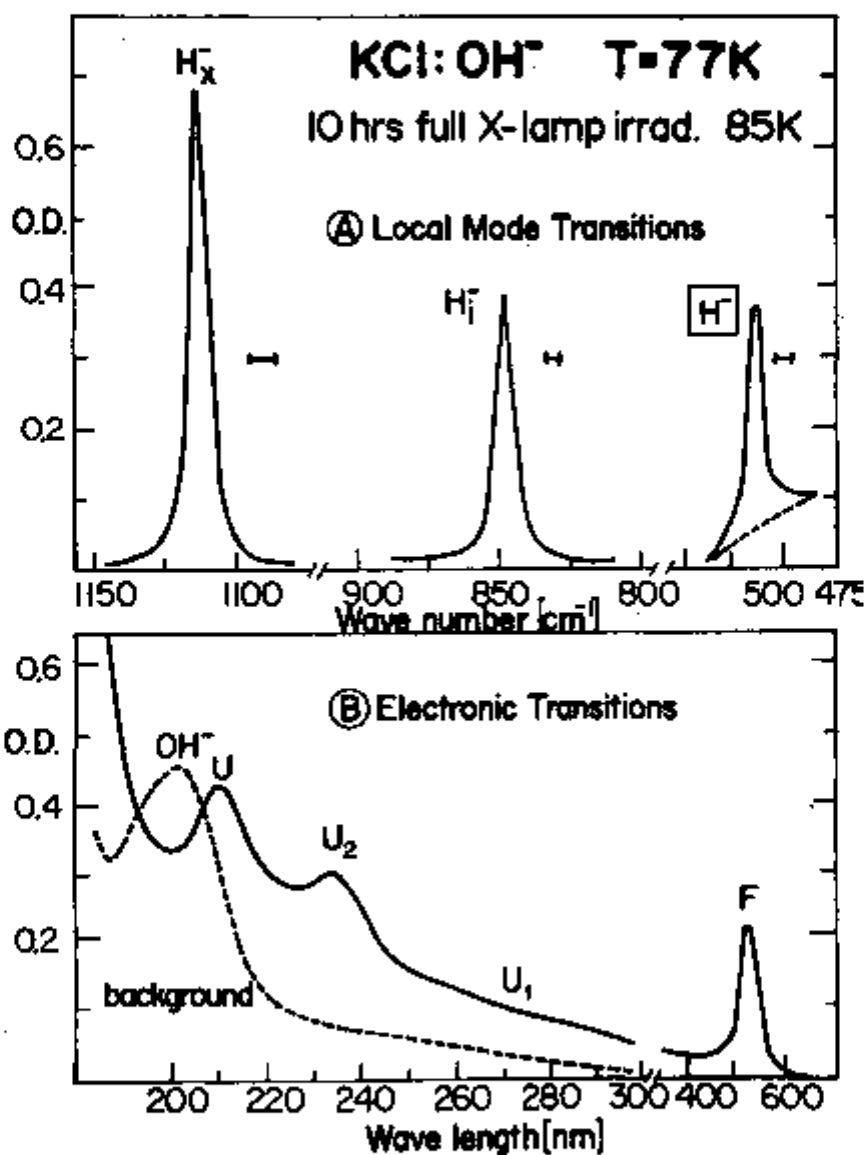 H⁻ₓ
KCl: OH⁻ T=77K
10 hrs full X-lamp irrad. 85K
0.6
O.D.
Ⓐ Local Mode Transitions
0.4
H⁻ᵢ
H⁻
0.2
1150 1100 900 850 800 500 475
Wave number [cm⁻¹]
0.6
Ⓑ Electronic Transitions
O.D.
OH⁻
U
0.4
U₂
F
0.2
U₁
background
200 220 240 260 280 300 400 600
Wave length [nm]